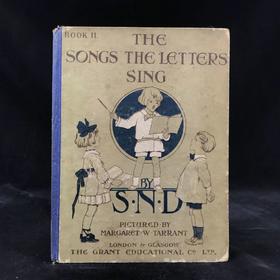 BOOK II.
THE
SONGS THE LETTERS
SING
BY
S·N·D
PICTURED BY
MARGARET·W·TARRANT
LONDON & GLASGOW
THE GRANT EDUCATIONAL Co LTD.